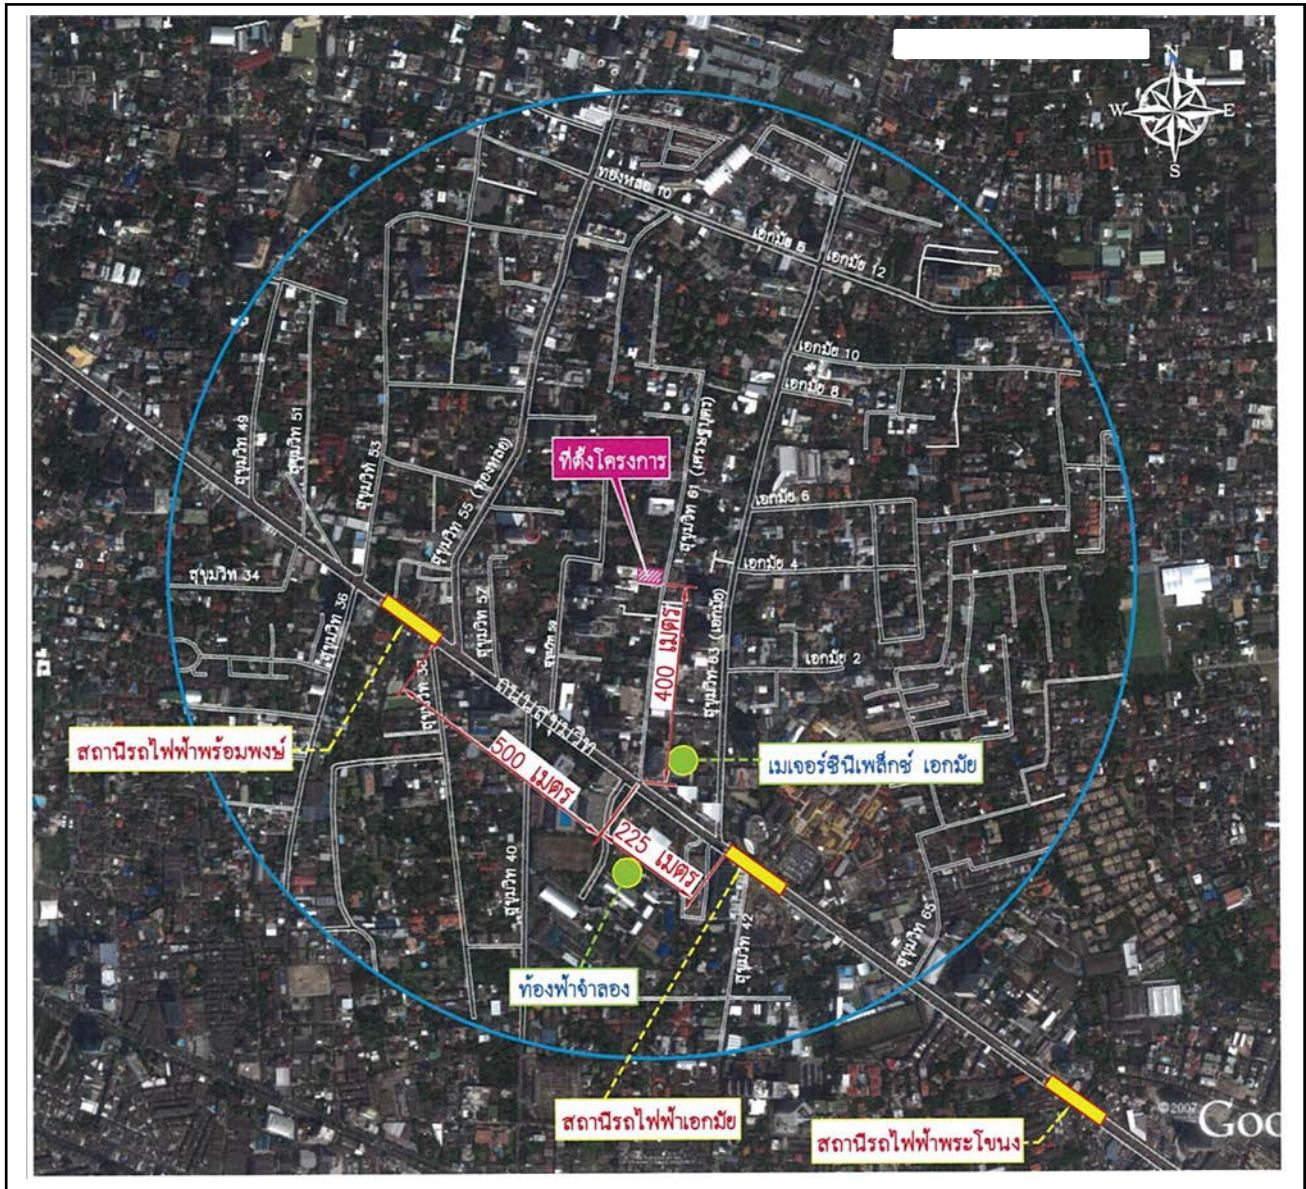 N
W E
S
ทองหล่อ 10
เอกมัย 5
เอกมัย 12
เอกมัย 10
เอกมัย 8
สุขุมวิท 49
สุขุมวิท 51
สุขุมวิท 53
สุขุมวิท 55 (ทองหล่อ)
ที่ตั้งโครงการ
สุขุมวิท 61 (เศรษฐบุตร)
เอกมัย 6
เอกมัย 4
สุขุมวิท 34
สุขุมวิท 36
สุขุมวิท 57
สุขุมวิท 59
สุขุมวิท 63 (เอกมัย)
เอกมัย 2
400 เมตร
สุขุมวิท 38
ถนนสุขุมวิท
สถานีรถไฟฟ้าพร้อมพงษ์
500 เมตร
เมเจอร์ซีนีเพล็กซ์ เอกมัย
225 เมตร
สุขุมวิท 40
สุขุมวิท 42
สุขุมวิท 65
ท้องฟ้าจำลอง
สถานีรถไฟฟ้าเอกมัย
สถานีรถไฟฟ้าพระโขนง
©2007 Goo